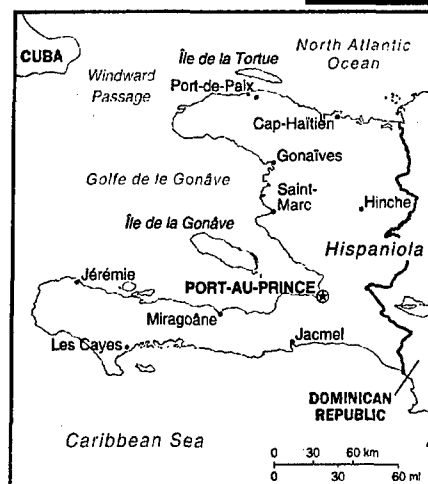 CUBA
Île de la Tortue
North Atlantic
Ocean
Windward
Passage
Port-de-Paix
Cap-Haïtien
Gonaïves
Golfe de le Gonâve
Saint-
Marc
Hinche
Île de la Gonâve
Hispaniola
Jérémie
PORT-AU-PRINCE
Miragoâne
Les Cayes
Jacmel
DOMINICAN
REPUBLIC
Caribbean Sea
0 30 60 km
0 30 60 mi